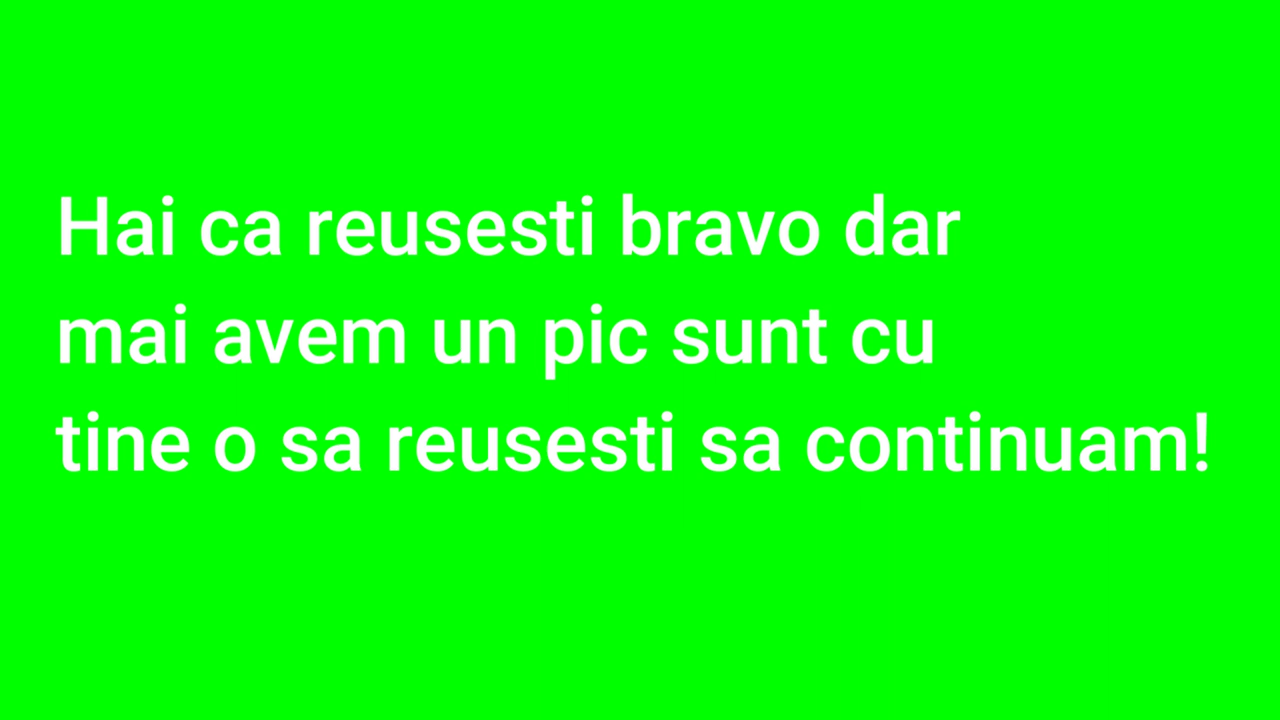 Hai ca reusesti bravo dar
mai avem un pic sunt cu
tine o sa reusesti sa continuam!